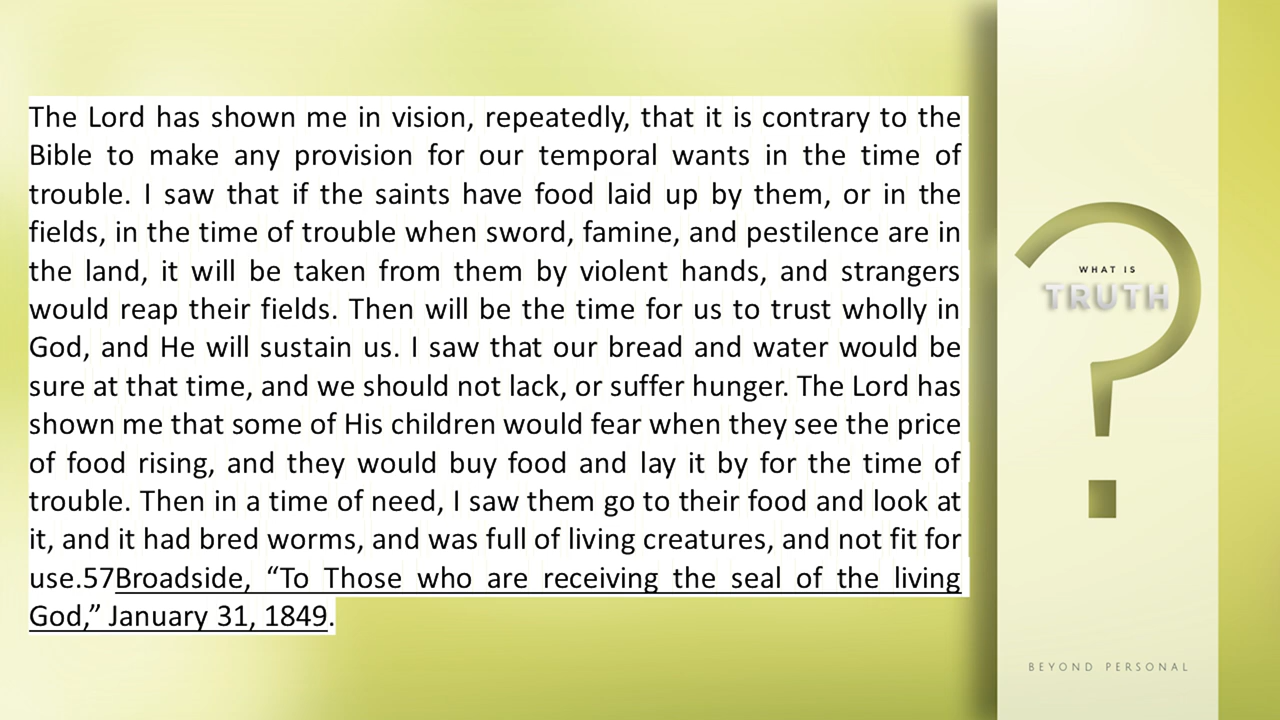 The Lord has shown me in vision, repeatedly, that it is contrary to the
Bible to make any provision for our temporal wants in the time of
trouble. I saw that if the saints have food laid up by them, or in the
fields, in the time of trouble when sword, famine, and pestilence are in
the land, it will be taken from them by violent hands, and strangers
would reap their fields. Then will be the time for us to trust wholly in
God, and He will sustain us. I saw that our bread and water would be
sure at that time, and we should not lack, or suffer hunger. The Lord has
shown me that some of His children would fear when they see the price
of food rising, and they would buy food and lay it by for the time of
trouble. Then in a time of need, I saw them go to their food and look at
it, and it had bred worms, and was full of living creatures, and not fit for
use.57Broadside, “To Those who are receiving the seal of the living
God,” January 31, 1849.
WHAT IS
TRUTH
BEYOND PERSONAL